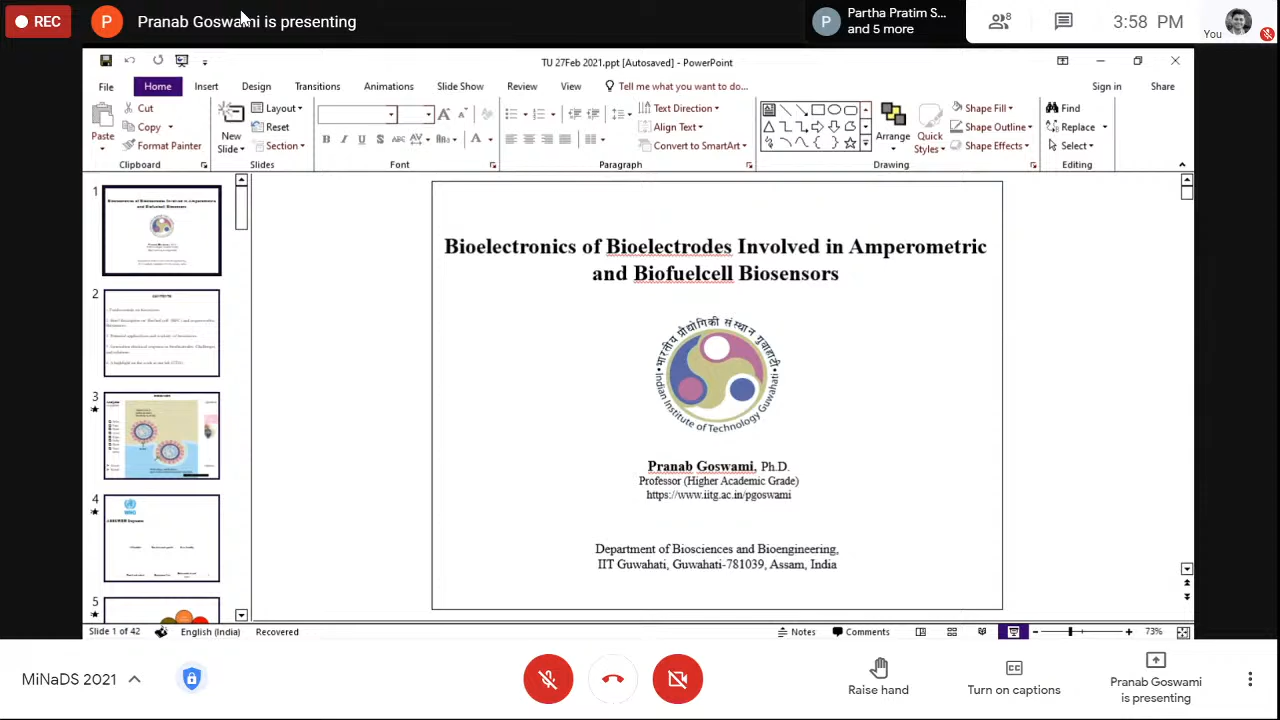 REC
P
Pranab Goswami is presenting
P
Partha Pratim S...
and 5 more
8
3:58 PM
You
TU 27Feb 2021.ppt [Autosaved] - PowerPoint
File
Home
Insert
Design
Transitions
Animations
Slide Show
Review
View
Tell me what you want to do...
Sign in
Share
Paste
Cut
Copy
Format Painter
Clipboard
New
Slide
Layout
Reset
Section
Slides
Font
Text Direction
Align Text
Convert to SmartArt
Paragraph
Arrange
Quick
Styles
Shape Fill
Shape Outline
Shape Effects
Drawing
Find
Replace
Select
Editing
1
2
3
4
5
Bioelectronics of Bioelectrodes Involved in Amperometric
and Biofuelcell Biosensors
भारतीय प्रौद्योगिकी संस्थान गुवाहाटी
Indian Institute of Technology Guwahati
Pranab Goswami, Ph.D.
Professor (Higher Academic Grade)
https://www.iitg.ac.in/pgoswami
Department of Biosciences and Bioengineering,
IIT Guwahati, Guwahati-781039, Assam, India
Slide 1 of 42
English (India)
Recovered
Notes
Comments
73%
MiNaDS 2021
Raise hand
Turn on captions
Pranab Goswami
is presenting